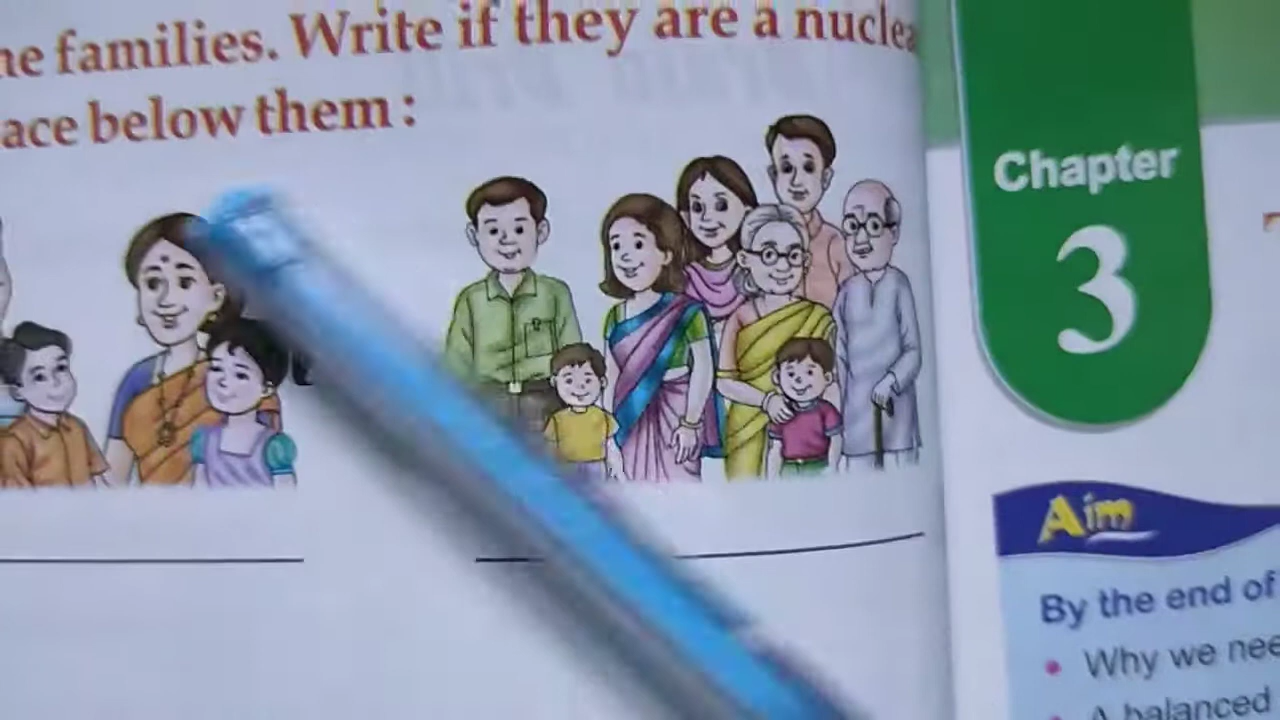 he families. Write if they are a nuclea
ace below them :
Chapter
3
Aim
By the end of
Why we nee
A balanced